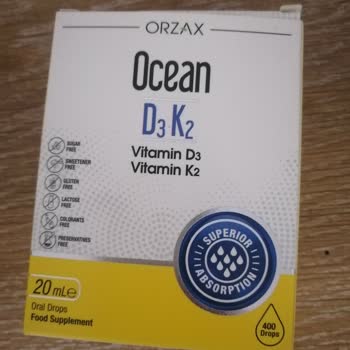 ORZAX
Ocean
D3 K2
Vitamin D3
Vitamin K2
SUGAR
FREE
SWEETENER
FREE
GLUTEN
FREE
LACTOSE
FREE
COLORANTS
FREE
PRESERVATIVES
FREE
SUPERIOR
ABSORPTION
20 mL℮
Oral Drops
Food Supplement
400
Drops